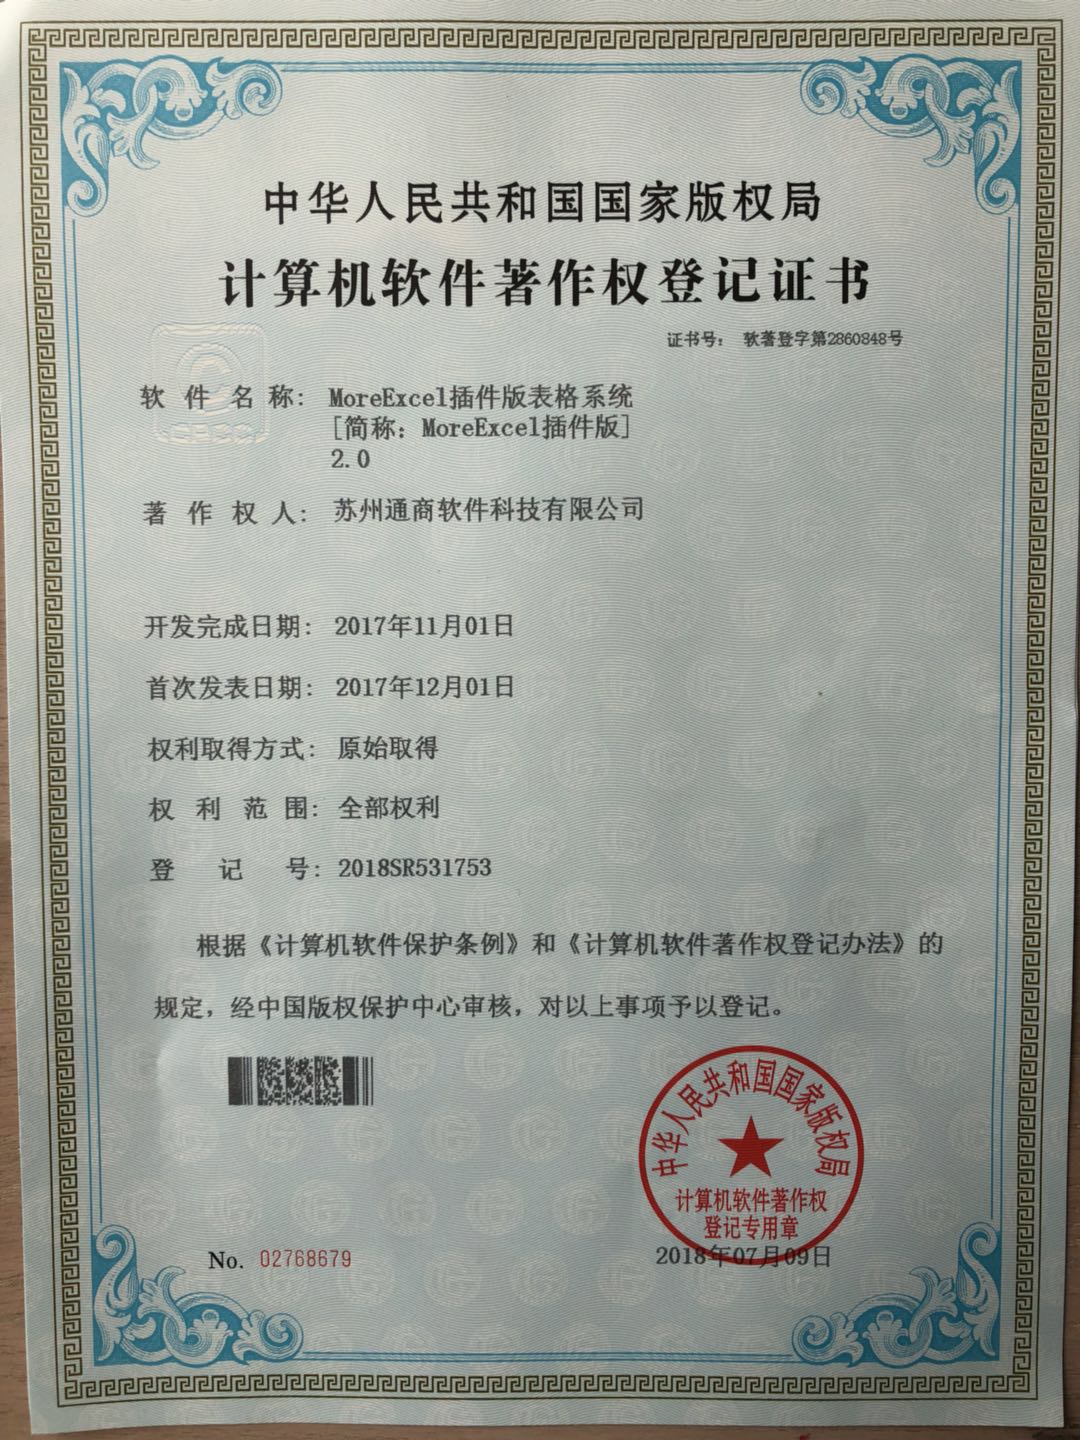 中华人民共和国国家版权局
计算机软件著作权登记证书
证书号： 软著登字第2860848号
软件名称： MoreExcel插件版表格系统
[简称：MoreExcel插件版]
2.0
著作权人： 苏州通商软件科技有限公司
开发完成日期： 2017年11月01日
首次发表日期： 2017年12月01日
权利取得方式： 原始取得
权利范围： 全部权利
登记号： 2018SR531753
根据《计算机软件保护条例》和《计算机软件著作权登记办法》的
规定，经中国版权保护中心审核，对以上事项予以登记。
中华人民共和国国家版权局
计算机软件著作权
登记专用章
No. 02768679
2018年07月09日